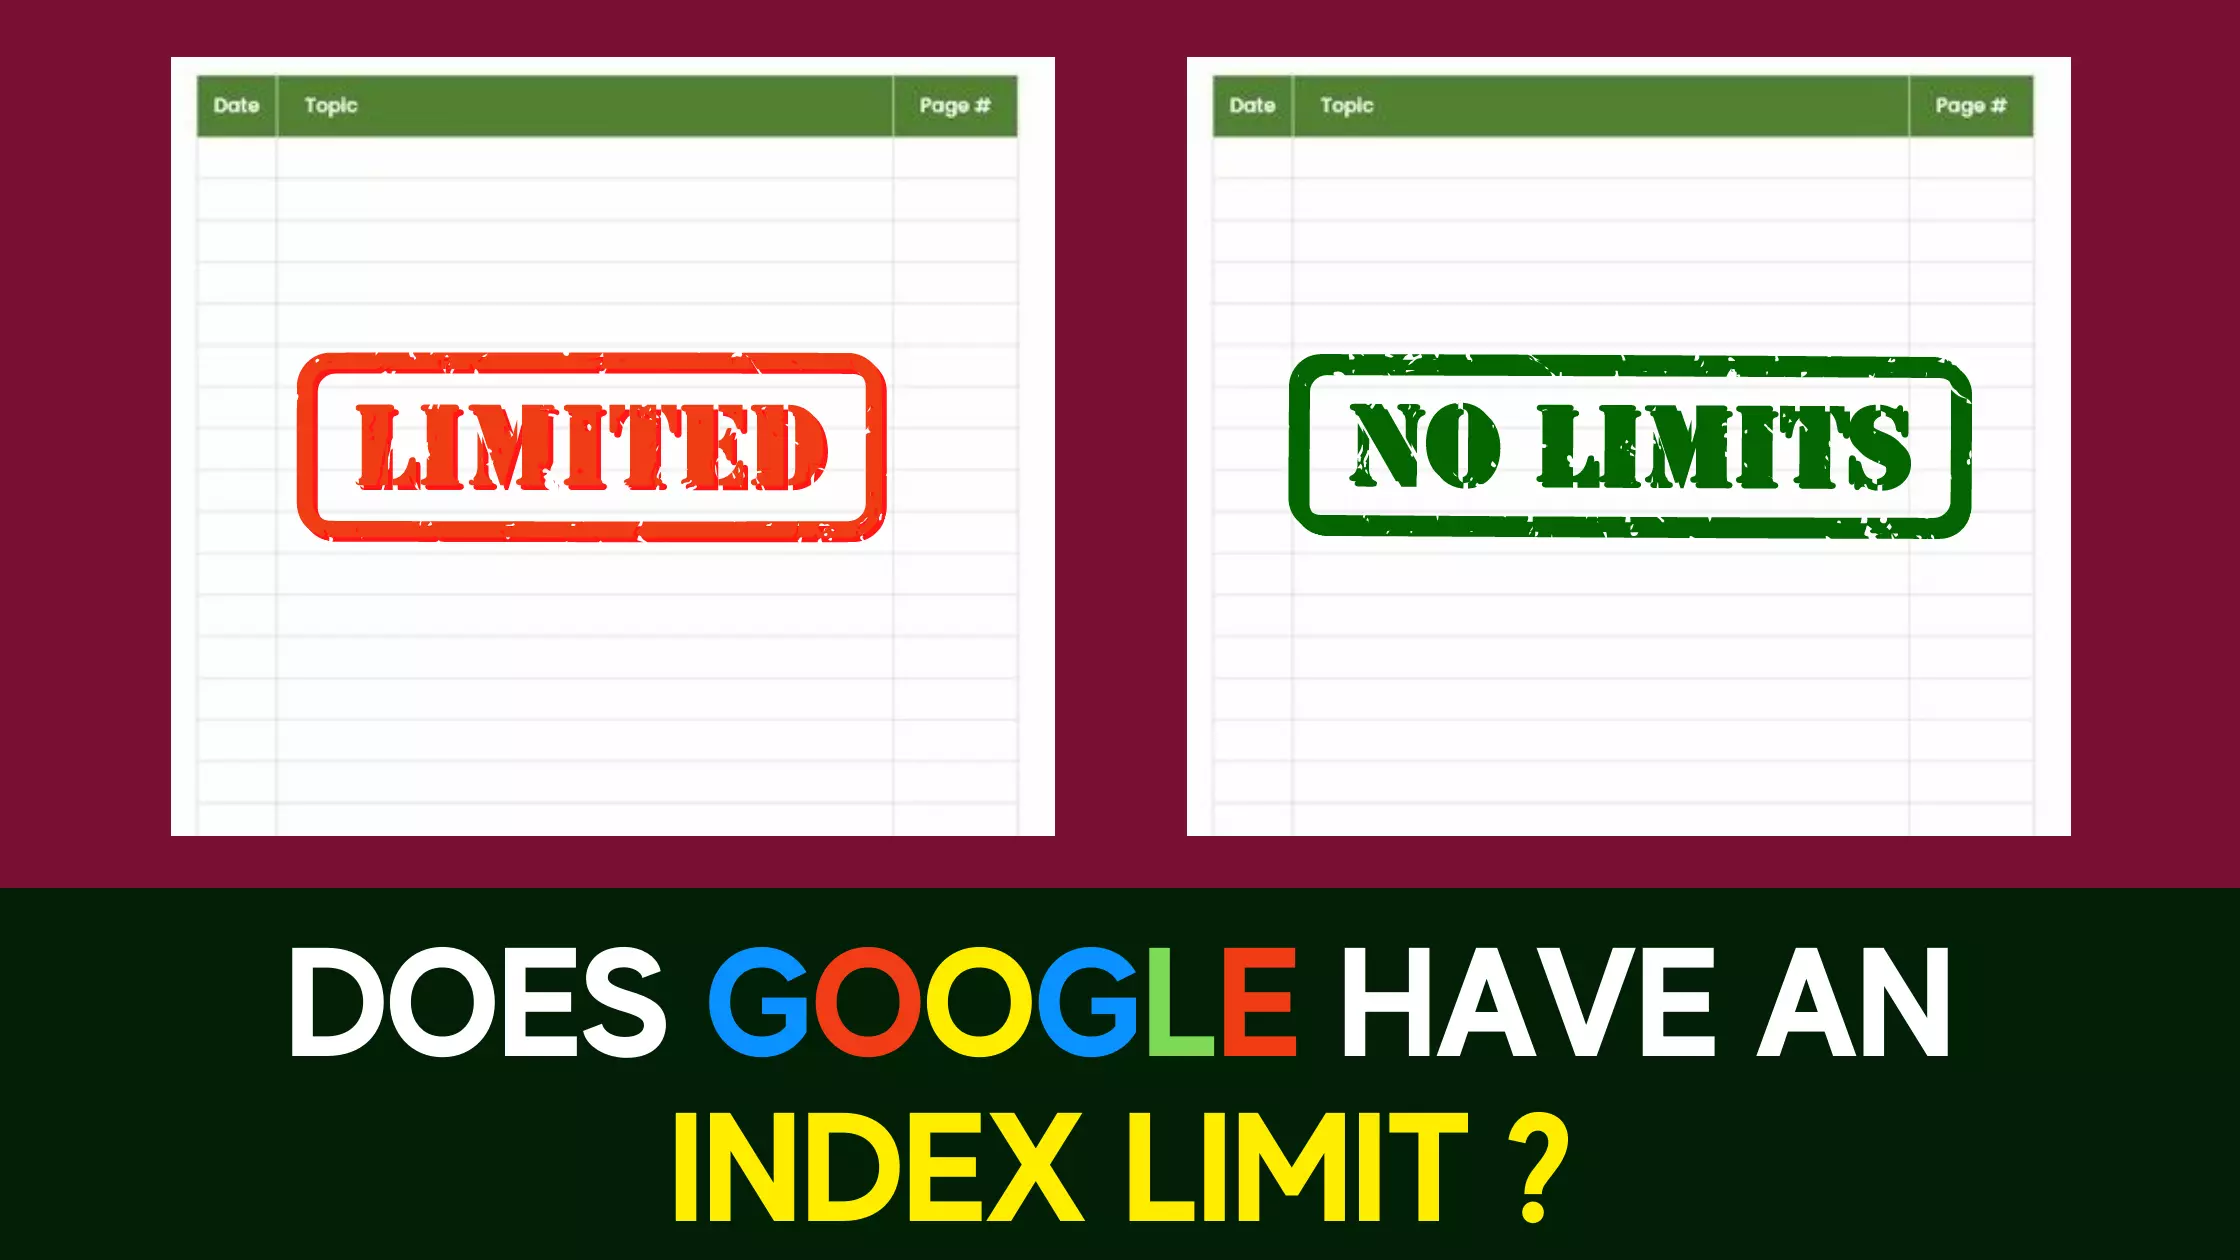 Date Topic Page #
LIMITED
Date Topic Page #
NO LIMITS
DOES GOOGLE HAVE AN
INDEX LIMIT ?